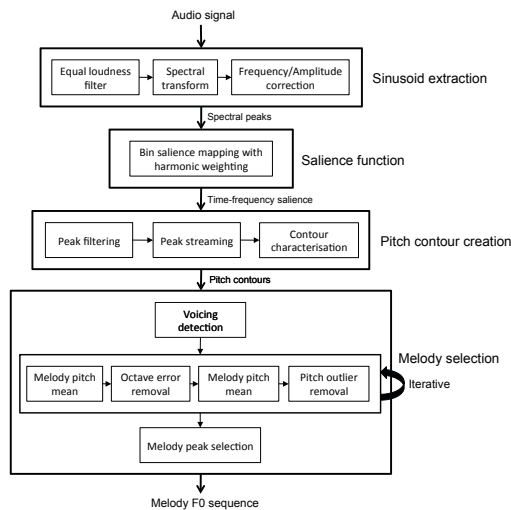 Audio signal
Equal loudness
filter
Spectral
transform
Frequency/Amplitude
correction
Sinusoid extraction
Spectral peaks
Bin salience mapping with
harmonic weighting
Salience function
Time-frequency salience
Peak filtering
Peak streaming
Contour
characterisation
Pitch contour creation
Pitch contours
Voicing
detection
Melody selection
Melody pitch
mean
Octave error
removal
Melody pitch
mean
Pitch outlier
removal
Iterative
Melody peak selection
Melody F0 sequence